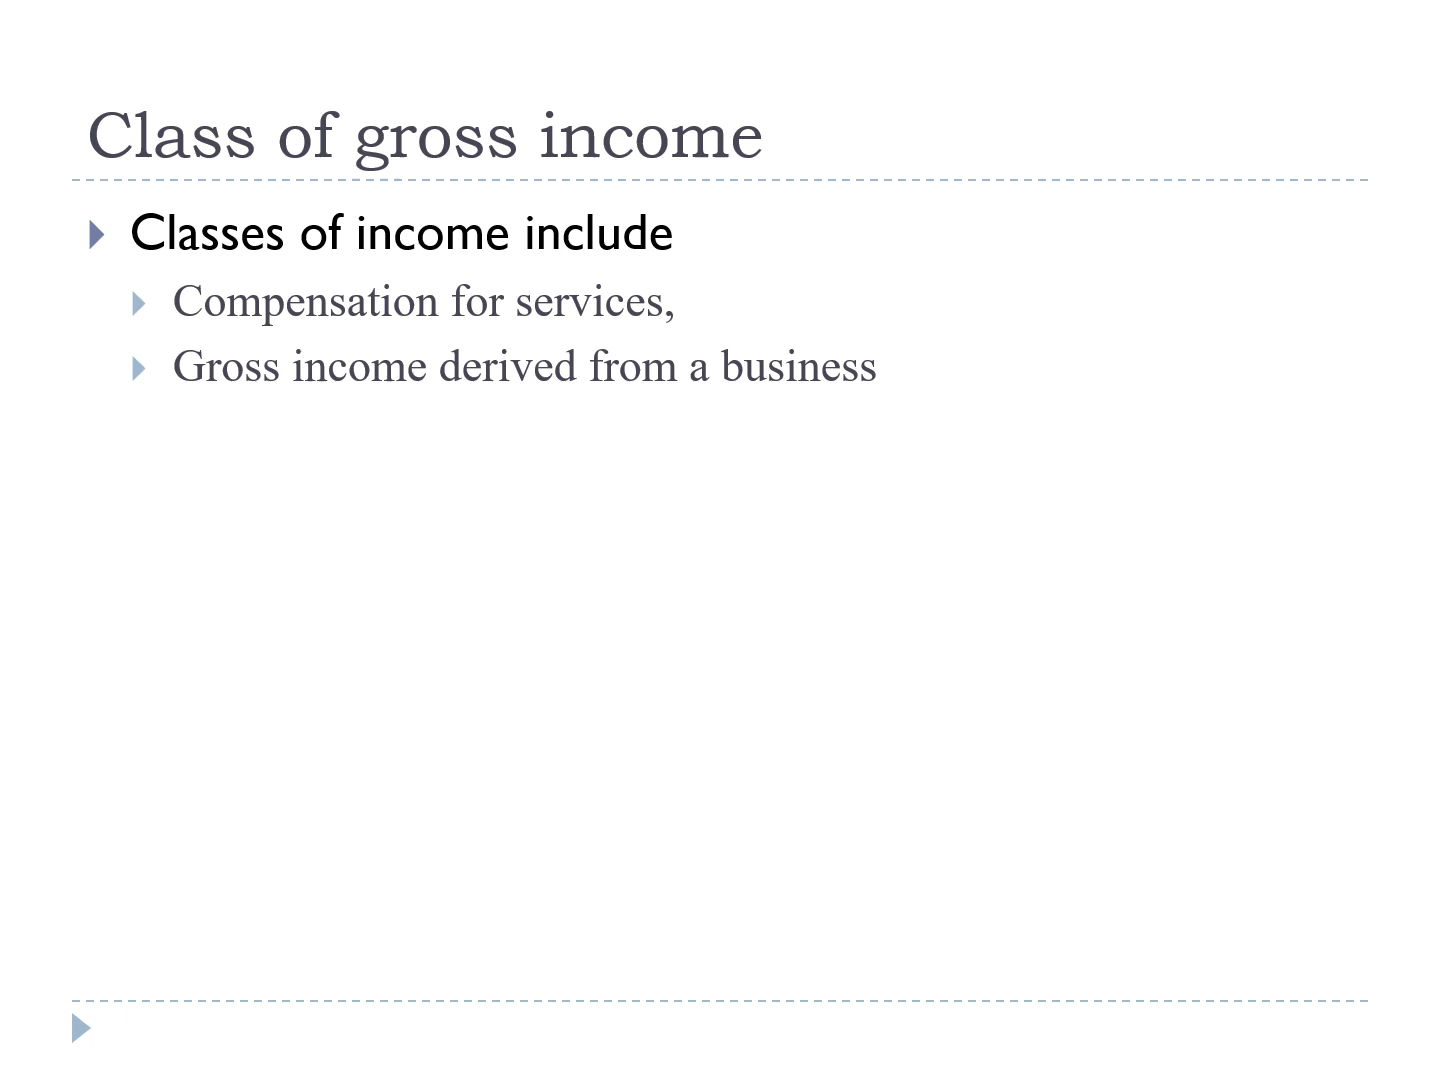 Class of gross income
Classes of income include
Compensation for services,
Gross income derived from a business